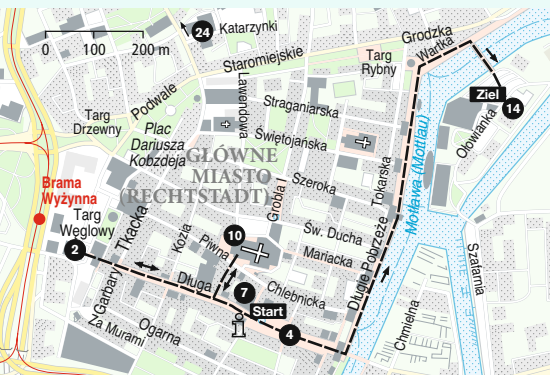 0 100 200 m
24
Katarzynki
Grodzka
Wartka
Staromiejskie
Targ
Rybny
Podwale
Lawendowa
Ziel
14
Targ
Drzewny
Straganiarska
Ołowianka
Plac
Dariusza
Kobzdeja
Świętojańska
GŁÓWNE
MIASTO
(RECHTSTADT)
Szeroka
Tokarska
Motława (Mottlau)
Brama
Wyżynna
Grobla I
Targ
Węglowy
Tkacka
Kozia
Św. Ducha
2
10
Piwna
Mariacka
Długie Pobrzeże
Szafarnia
Garbary
Długa
7
Chlebnicka
Start
Chmielna
Za Murami
Ogarna
4